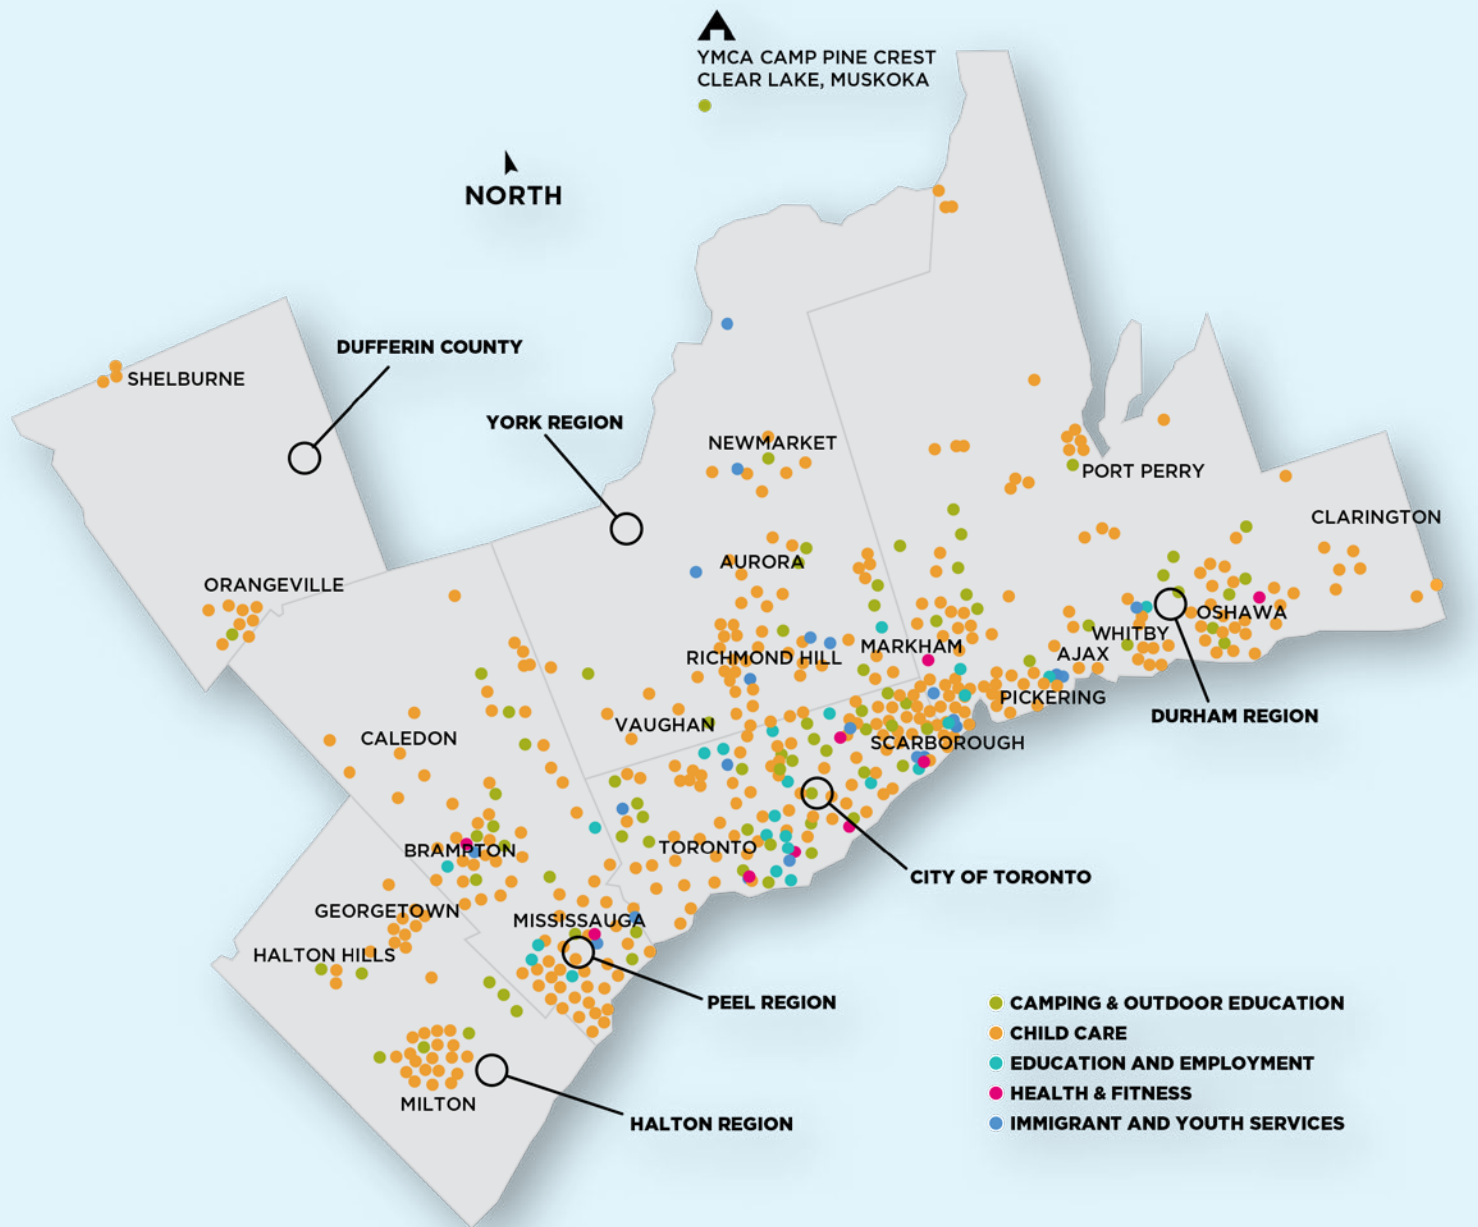 YMCA CAMP PINE CREST
CLEAR LAKE, MUSKOKA
NORTH
DUFFERIN COUNTY
SHELBURNE
YORK REGION
NEWMARKET
PORT PERRY
CLARINGTON
AURORA
ORANGEVILLE
OSHAWA
WHITBY
MARKHAM
AJAX
RICHMOND HILL
PICKERING
DURHAM REGION
VAUGHAN
CALEDON
SCARBOROUGH
TORONTO
BRAMPTON
CITY OF TORONTO
GEORGETOWN
MISSISSAUGA
HALTON HILLS
PEEL REGION
MILTON
HALTON REGION
CAMPING & OUTDOOR EDUCATION
CHILD CARE
EDUCATION AND EMPLOYMENT
HEALTH & FITNESS
IMMIGRANT AND YOUTH SERVICES